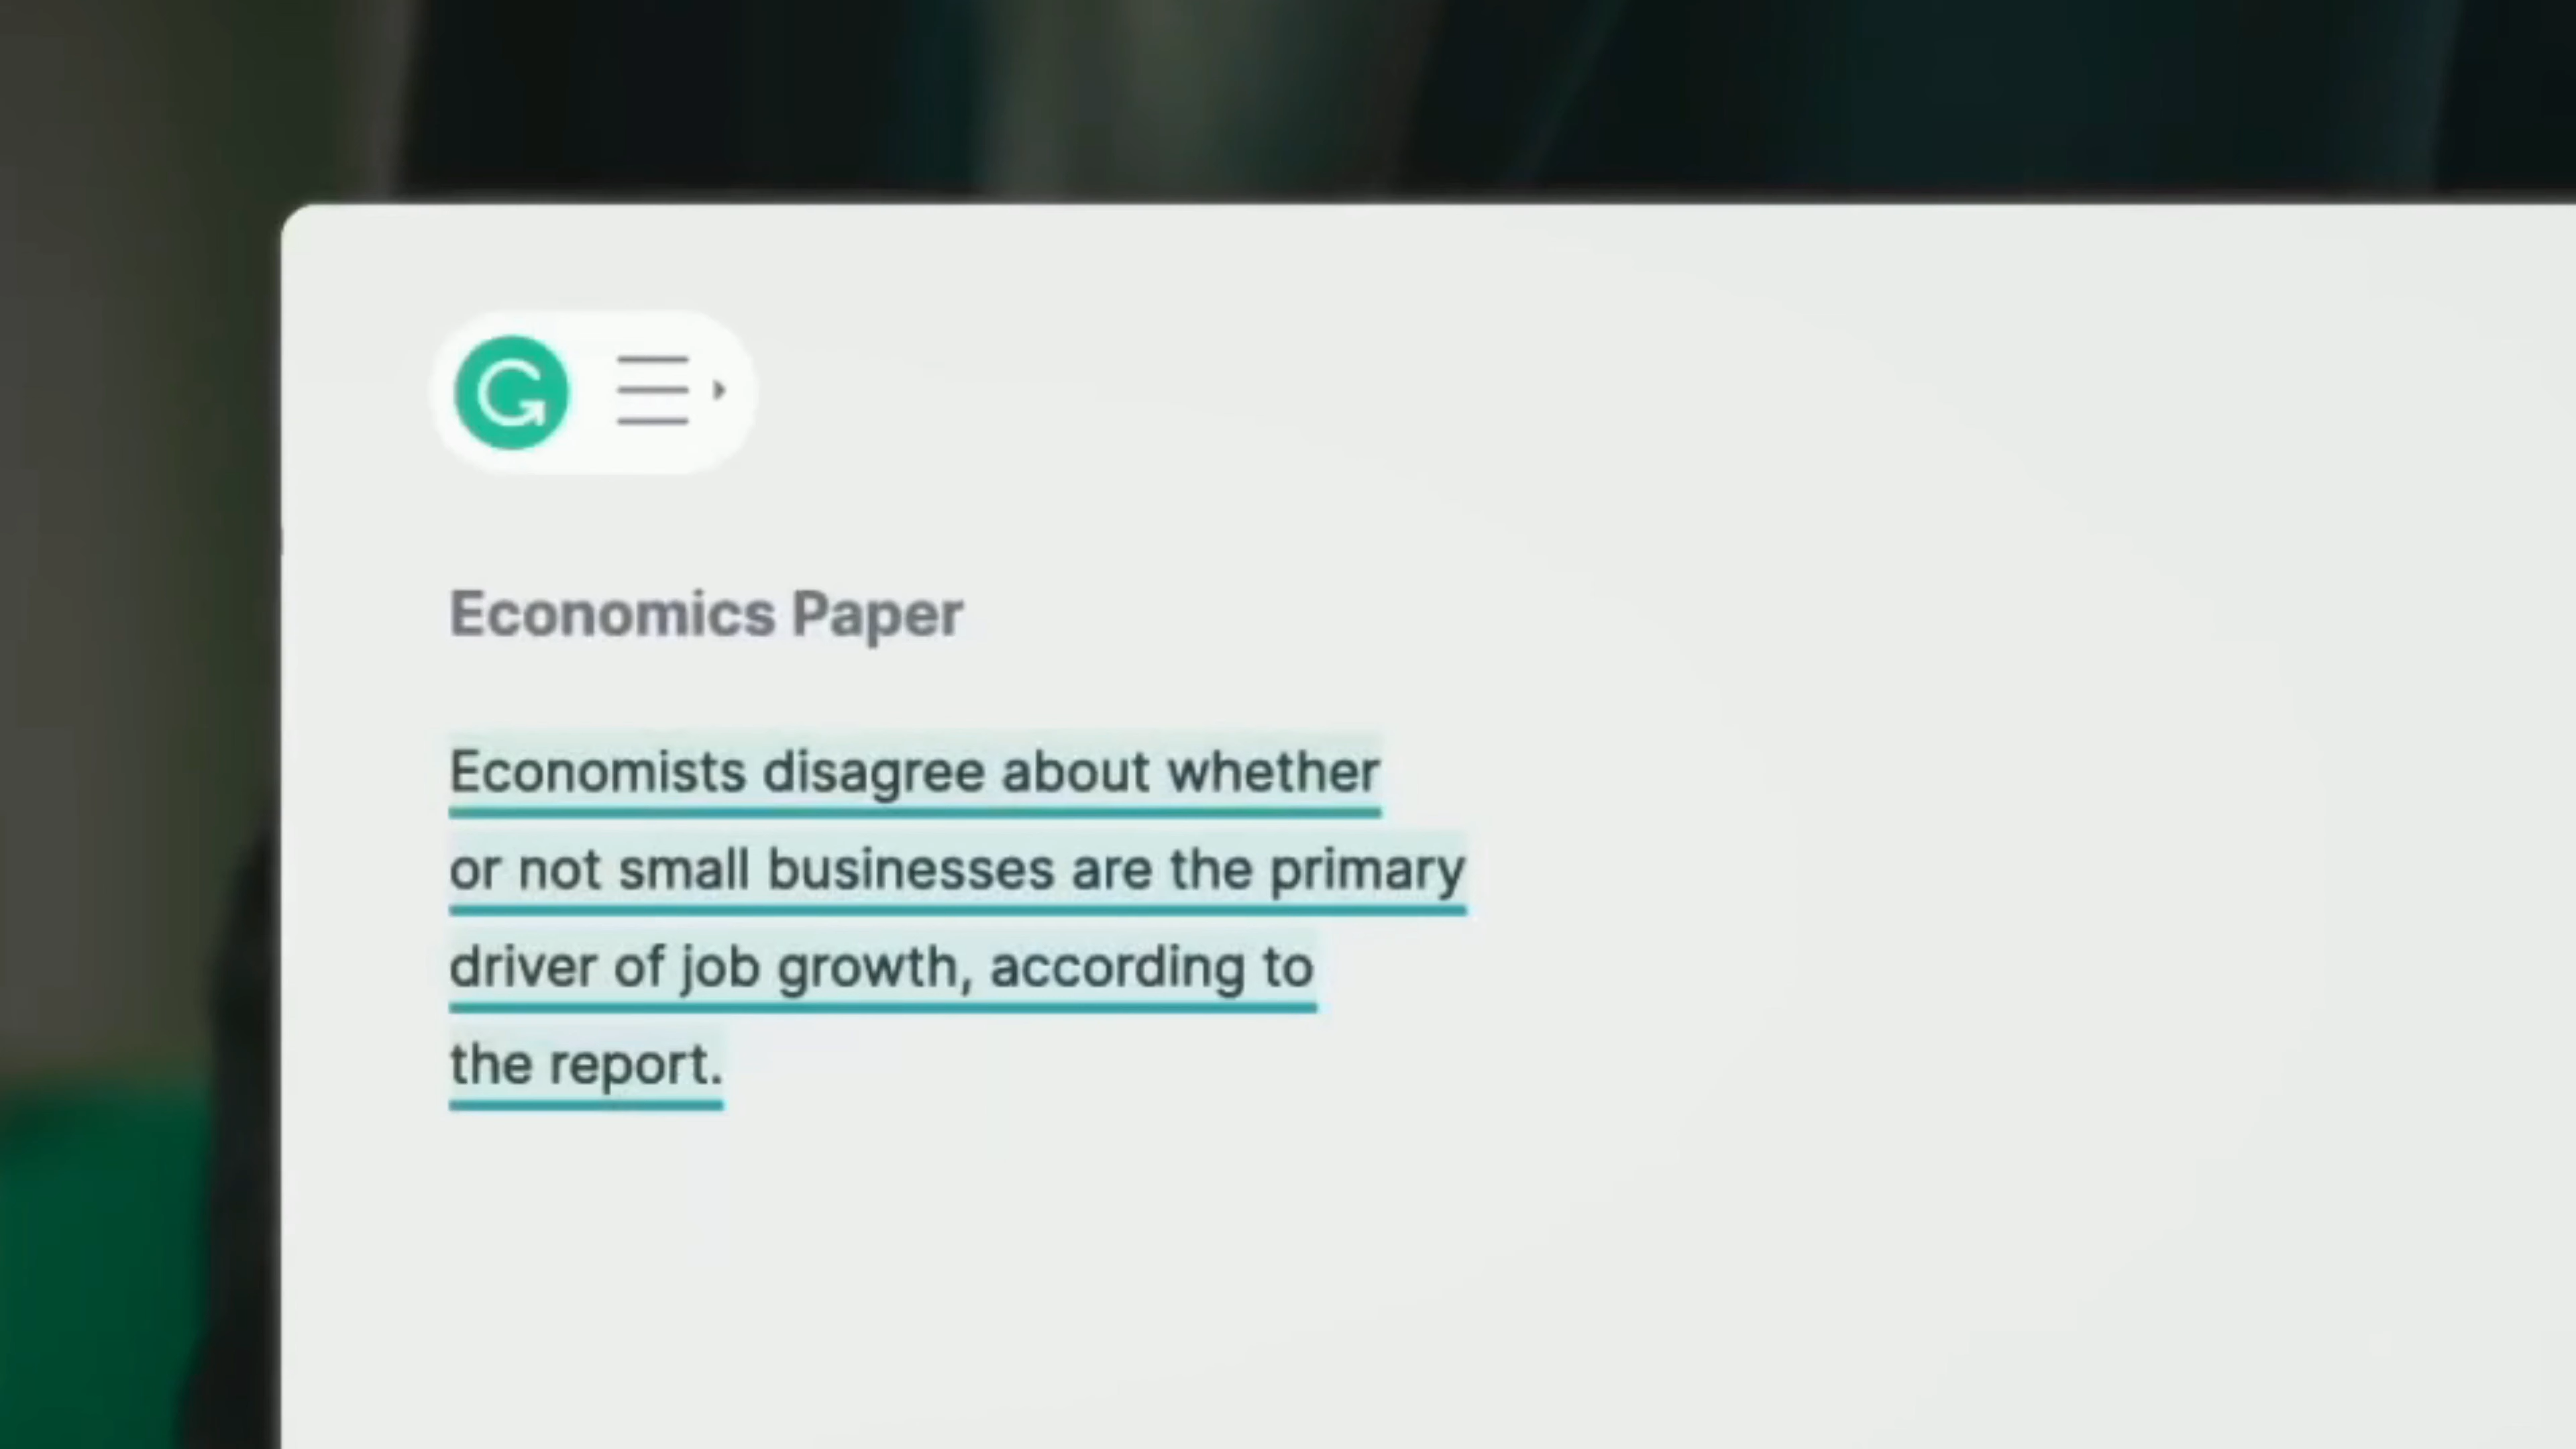 Economics Paper
Economists disagree about whether
or not small businesses are the primary
driver of job growth, according to
the report.